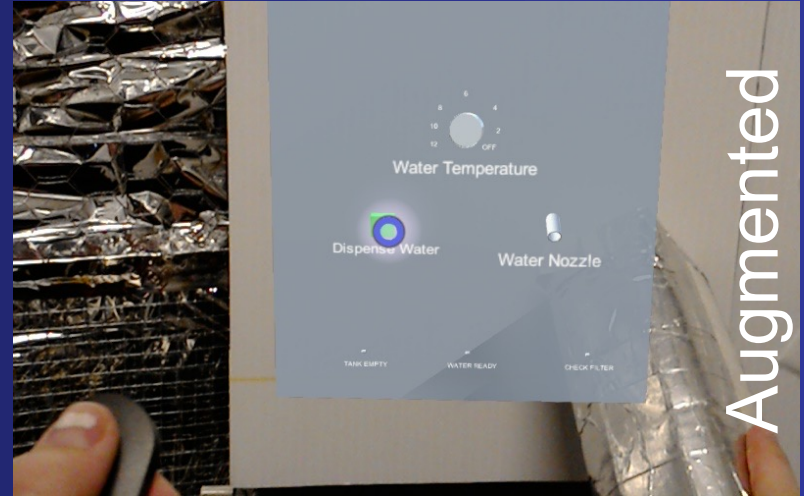 6
8 4
10 2
12 OFF
Water Temperature
Dispense Water
Water Nozzle
TANK EMPTY WATER READY CHECK FILTER
Augmented